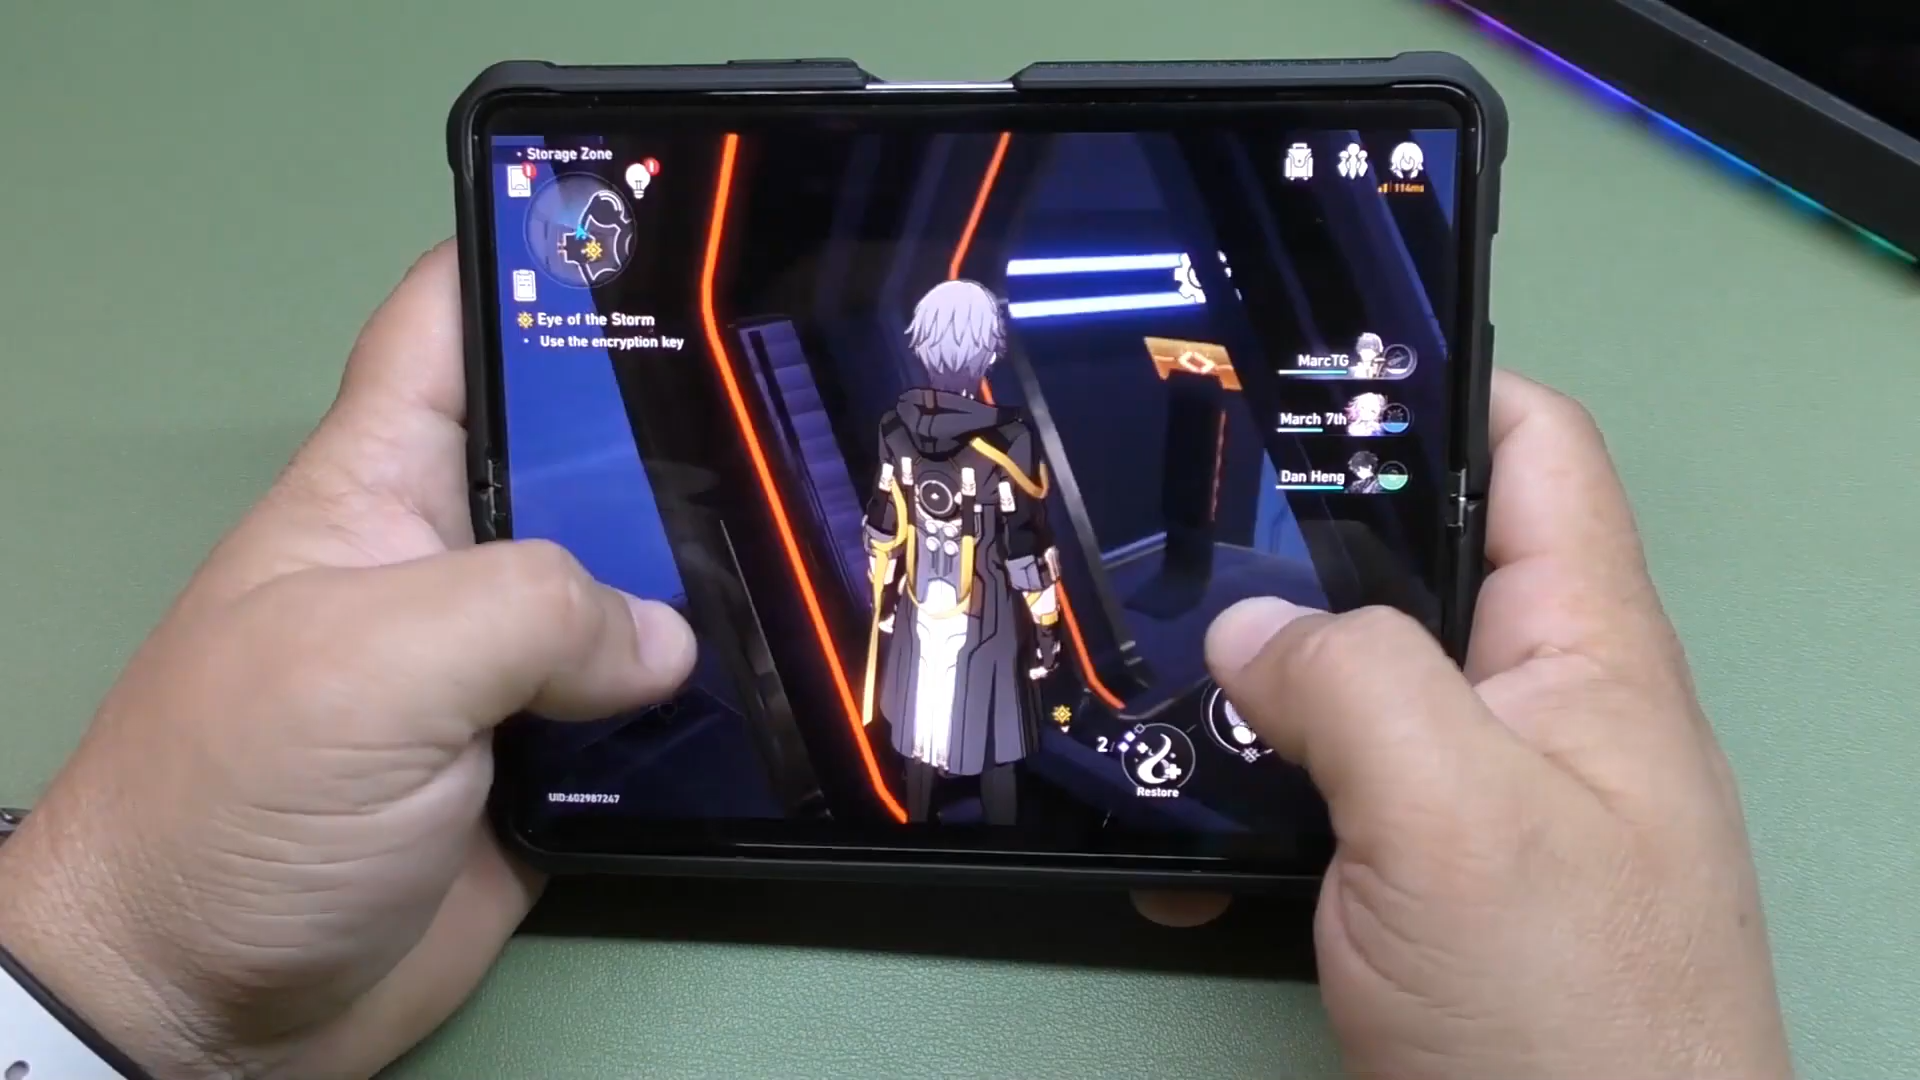 Storage Zone
114ms
Eye of the Storm
Use the encryption key
MarcTG
March 7th
Dan Heng
2/
Restore
UID:602987247